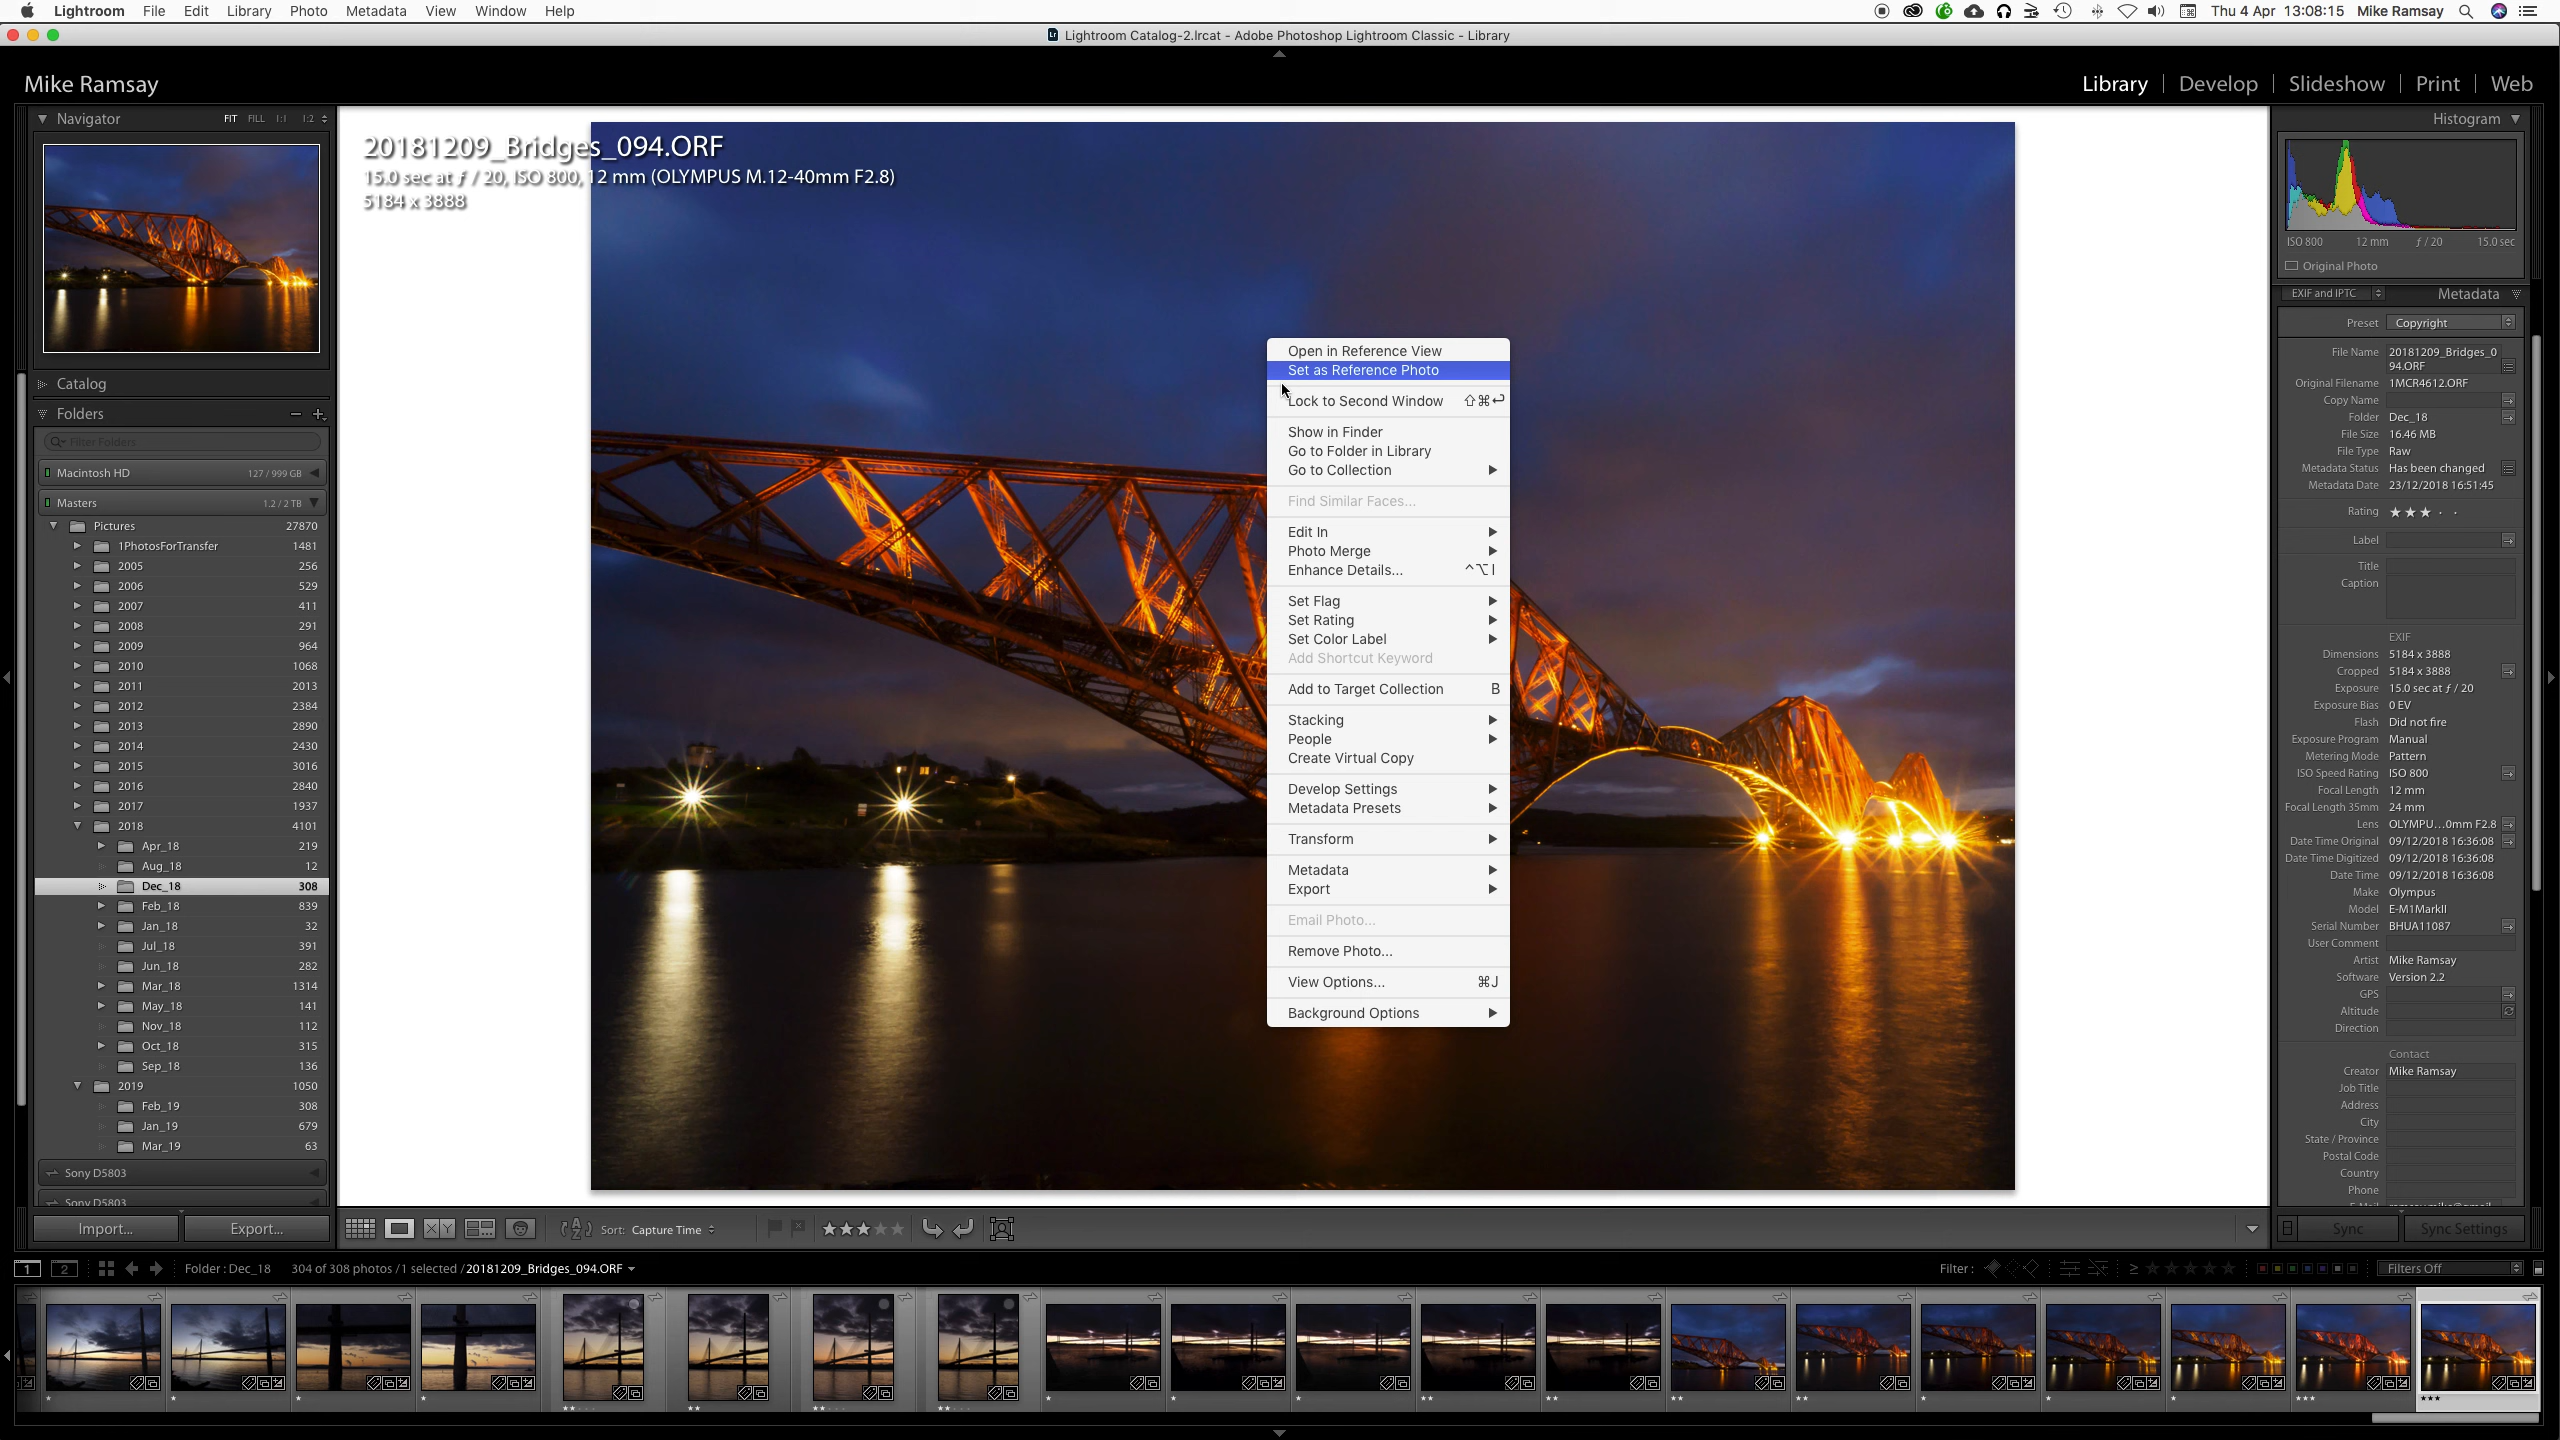 Lightroom File Edit Library Photo Metadata View Window Help
Thu 4 Apr 13:08:15 Mike Ramsay
Lightroom Catalog-2.lrcat - Adobe Photoshop Lightroom Classic - Library
Mike Ramsay
Library | Develop | Slideshow | Print | Web
Navigator FIT FILL 1:1 1:2
Catalog
Folders
Filter Folders
Macintosh HD 127 / 999 GB
Masters 1.2 / 2 TB
Pictures 27870
1PhotosForTransfer 1481
2005 256
2006 529
2007 411
2008 291
2009 964
2010 1068
2011 2013
2012 2384
2013 2890
2014 2430
2015 3016
2016 2840
2017 1937
2018 4101
Apr_18 219
Aug_18 12
Dec_18 308
Feb_18 839
Jan_18 32
Jul_18 391
Jun_18 282
Mar_18 1314
May_18 141
Nov_18 112
Oct_18 315
Sep_18 136
2019 1050
Feb_19 308
Jan_19 679
Mar_19 63
Sony D5803
Sony D5803
Import... Export...
20181209_Bridges_094.ORF
15.0 sec at ƒ / 20, ISO 800, 12 mm (OLYMPUS M.12-40mm F2.8)
5184 x 3888
Open in Reference View
Set as Reference Photo
Lock to Second Window ⇧⌘↩
Show in Finder
Go to Folder in Library
Go to Collection
Find Similar Faces...
Edit In
Photo Merge
Enhance Details... ^⌥I
Set Flag
Set Rating
Set Color Label
Add Shortcut Keyword
Add to Target Collection B
Stacking
People
Create Virtual Copy
Develop Settings
Metadata Presets
Transform
Metadata
Export
Email Photo...
Remove Photo...
View Options... ⌘J
Background Options
Histogram
ISO 800 12 mm ƒ / 20 15.0 sec
Original Photo
EXIF and IPTC Metadata
Preset Copyright
File Name 20181209_Bridges_0
94.ORF
Original Filename 1MCR4612.ORF
Copy Name
Folder Dec_18
File Size 16.46 MB
File Type Raw
Metadata Status Has been changed
Metadata Date 23/12/2018 16:51:45
Rating ★★★
Label
Title
Caption
EXIF
Dimensions 5184 x 3888
Cropped 5184 x 3888
Exposure 15.0 sec at ƒ / 20
Exposure Bias 0 EV
Flash Did not fire
Exposure Program Manual
Metering Mode Pattern
ISO Speed Rating ISO 800
Focal Length 12 mm
Focal Length 35mm 24 mm
Lens OLYMPU...0mm F2.8
Date Time Original 09/12/2018 16:36:08
Date Time Digitized 09/12/2018 16:36:08
Date Time 09/12/2018 16:36:08
Make Olympus
Model E-M1MarkII
Serial Number BHUA11087
User Comment
Artist Mike Ramsay
Software Version 2.2
GPS
Altitude
Direction
Contact
Creator Mike Ramsay
Job Title
Address
City
State / Province
Postal Code
Country
Phone
Sync Sync Settings
XY Sort: Capture Time
1 2 Folder : Dec_18 304 of 308 photos / 1 selected / 20181209_Bridges_094.ORF
Filter : ≥ Filters Off